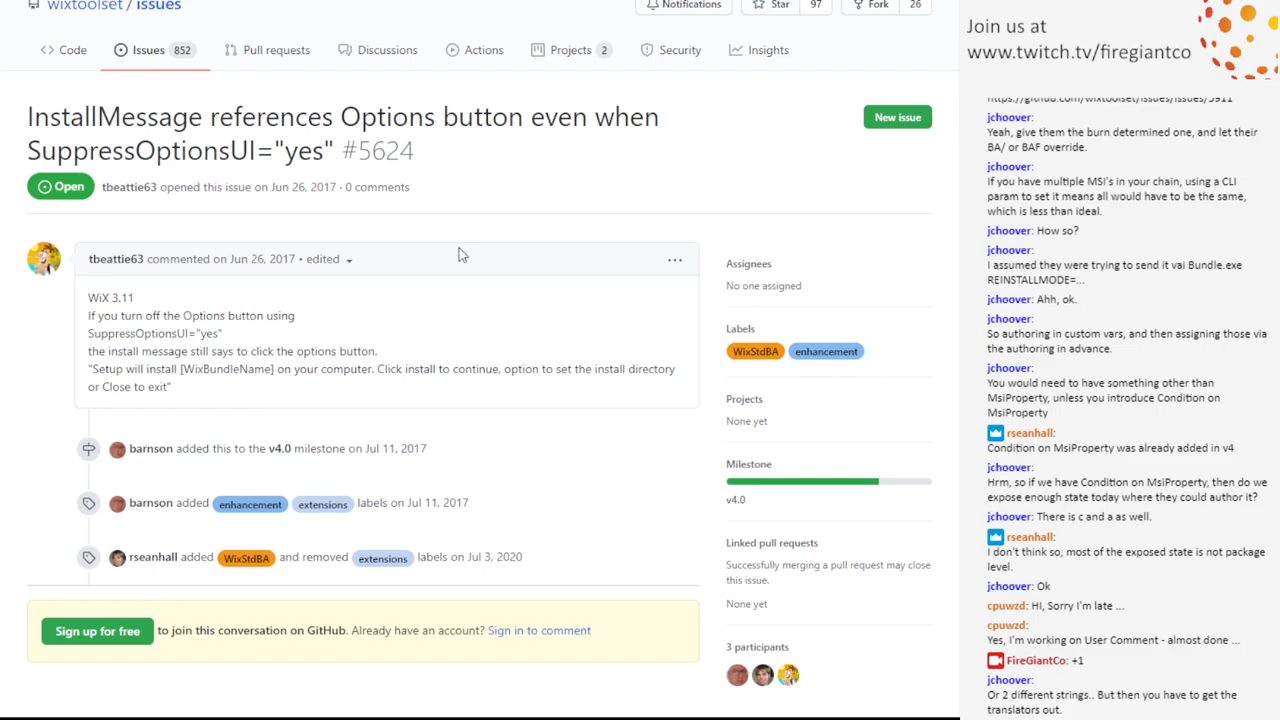 wixtoolset / issues
Notifications
Star 97
Fork 26
Code
Issues 852
Pull requests
Discussions
Actions
Projects 2
Security
Insights
InstallMessage references Options button even when
SuppressOptionsUI="yes" #5624
New issue
Open
tbeattie63 opened this issue on Jun 26, 2017 · 0 comments
tbeattie63 commented on Jun 26, 2017 • edited
WiX 3.11
If you turn off the Options button using
SuppressOptionsUI="yes"
the install message still says to click the options button.
"Setup will install [WixBundleName] on your computer. Click install to continue, option to set the install directory
or Close to exit"
barnson added this to the v4.0 milestone on Jul 11, 2017
barnson added enhancement extensions labels on Jul 11, 2017
rseanhall added WixStdBA and removed extensions labels on Jul 3, 2020
Sign up for free to join this conversation on GitHub. Already have an account? Sign in to comment
Assignees
No one assigned
Labels
WixStdBA enhancement
Projects
None yet
Milestone
v4.0
Linked pull requests
Successfully merging a pull request may close
this issue.
None yet
3 participants
Join us at
www.twitch.tv/firegiantco
https://github.com/wixtoolset/issues/issues/5911
jchoover:
Yeah, give them the burn determined one, and let their
BA/ or BAF override.
jchoover:
If you have multiple MSI's in your chain, using a CLI
param to set it means all would have to be the same,
which is less than ideal.
jchoover: How so?
jchoover:
I assumed they were trying to send it vai Bundle.exe
REINSTALLMODE=...
jchoover: Ahh, ok.
jchoover:
So authoring in custom vars, and then assigning those via
the authoring in advance.
jchoover:
You would need to have something other than
MsiProperty, unless you introduce Condition on
MsiProperty
rseanhall:
Condition on MsiProperty was already added in v4
jchoover:
Hrm, so if we have Condition on MsiProperty, then do we
expose enough state today where they could author it?
jchoover: There is c and a as well.
rseanhall:
I don't think so, most of the exposed state is not package
level.
jchoover: Ok
cpuwzd: HI, Sorry I'm late ...
cpuwzd:
Yes, I'm working on User Comment - almost done ...
FireGiantCo: +1
jchoover:
Or 2 different strings.. But then you have to get the
translators out.